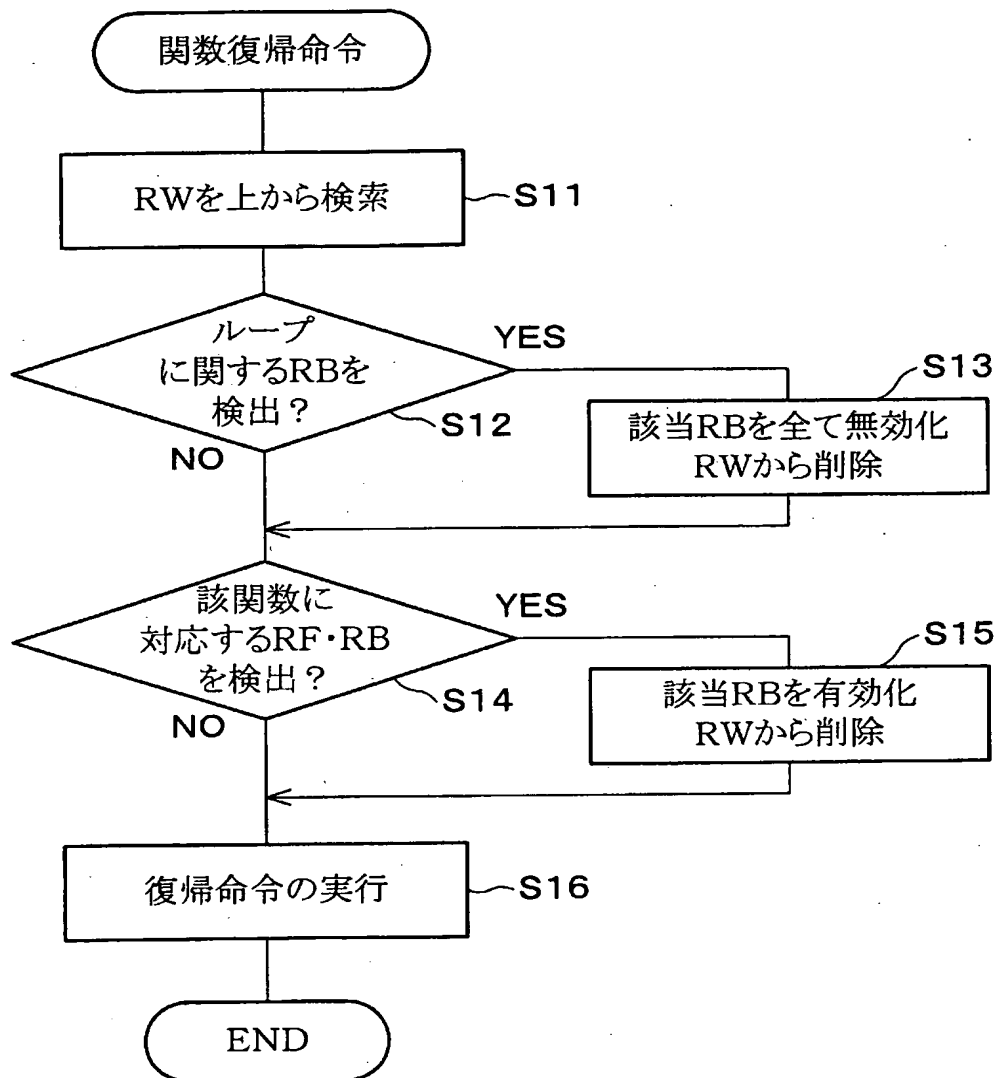 関数復帰命令
RWを上から検索
S11
ループ
に関するRBを
検出？
S12
YES
NO
S13
該当RBを全て無効化
RWから削除
該関数に
対応するRF・RB
を検出？
S14
YES
NO
S15
該当RBを有効化
RWから削除
復帰命令の実行
S16
END